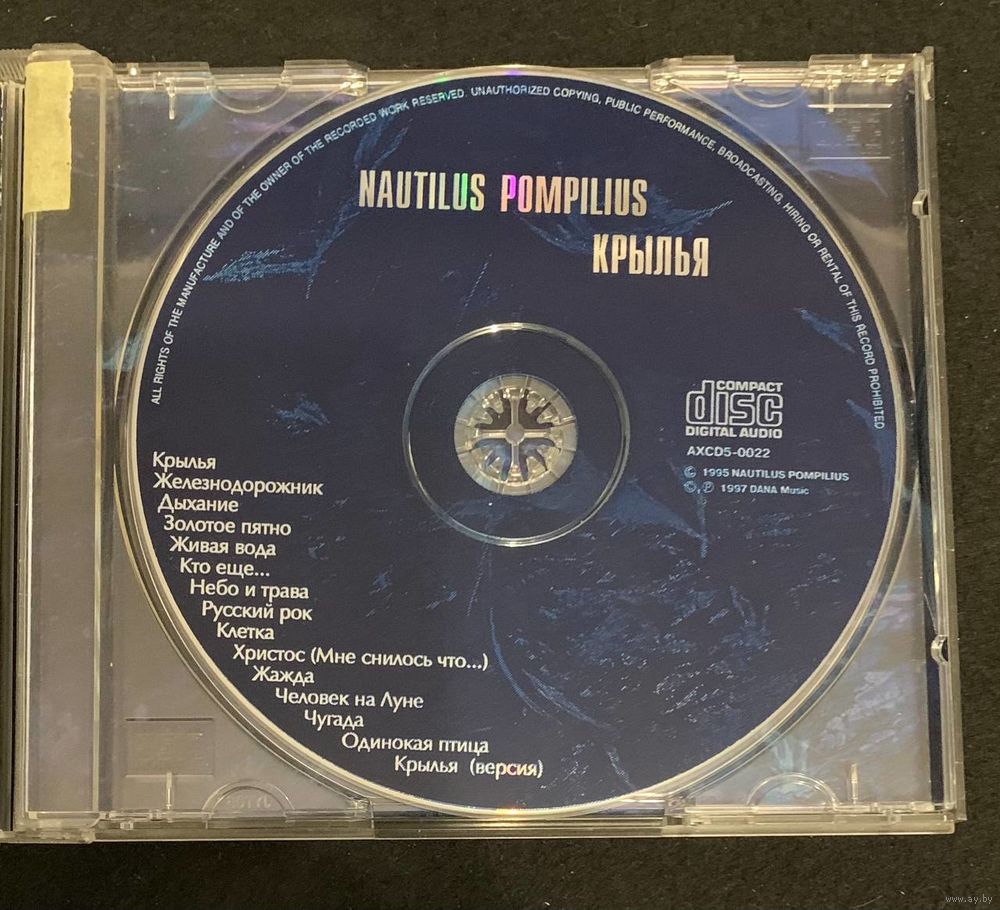 ALL RIGHTS OF THE MANUFACTURE AND OF THE OWNER OF THE RECORDED WORK RESERVED. UNAUTHORIZED COPYING, PUBLIC PERFORMANCE, BROADCASTING, HIRING OR RENTAL OF THIS RECORD PROHIBITED
NAUTILUS POMPILIUS
КРЫЛЬЯ
COMPACT
disc
DIGITAL AUDIO
AXCD5-0022
© 1995 NAUTILUS POMPILIUS
©,℗ 1997 DANA Music
Крылья
Железнодорожник
Дыхание
Золотое пятно
Живая вода
Кто еще...
Небо и трава
Русский рок
Клетка
Христос (Мне снилось что...)
Жажда
Человек на Луне
Чугада
Одинокая птица
Крылья (версия)
www.ay.by